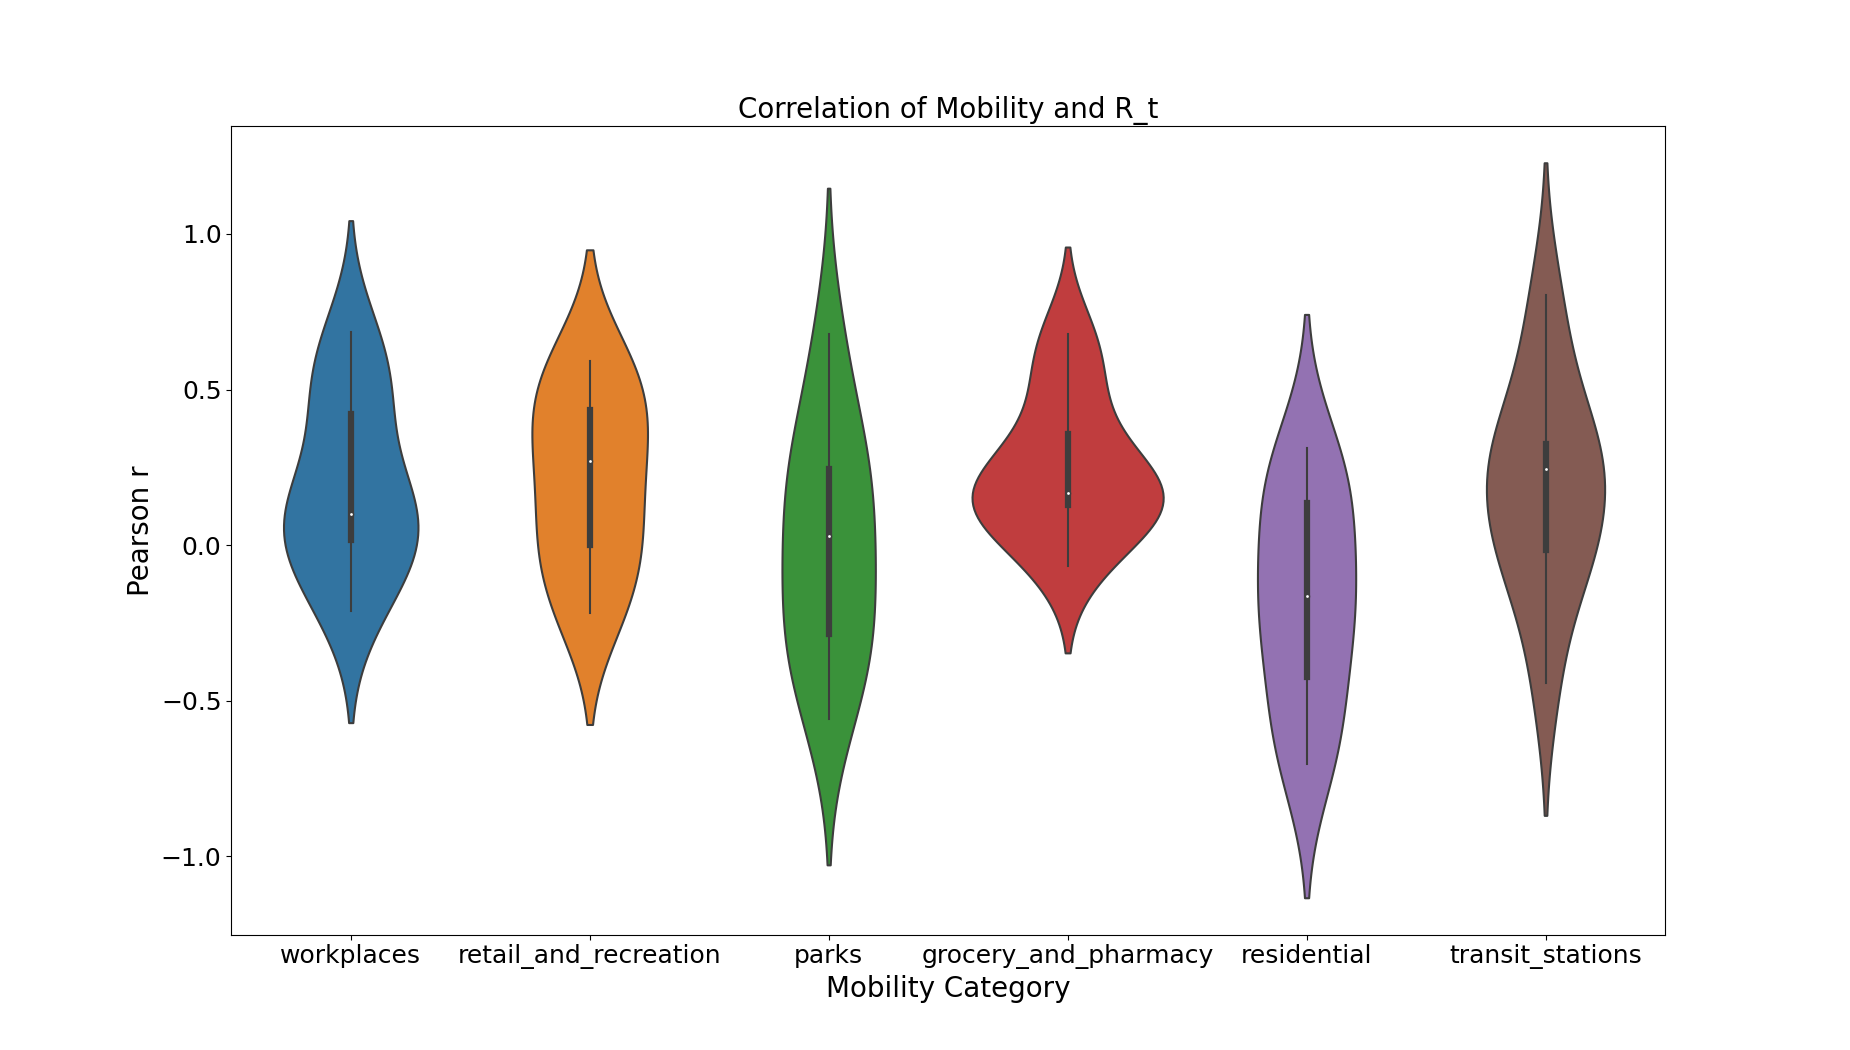 Correlation of Mobility and R_t
Pearson r
1.0
0.5
0.0
−0.5
−1.0
workplaces retail_and_recreation parks grocery_and_pharmacy residential transit_stations
Mobility Category